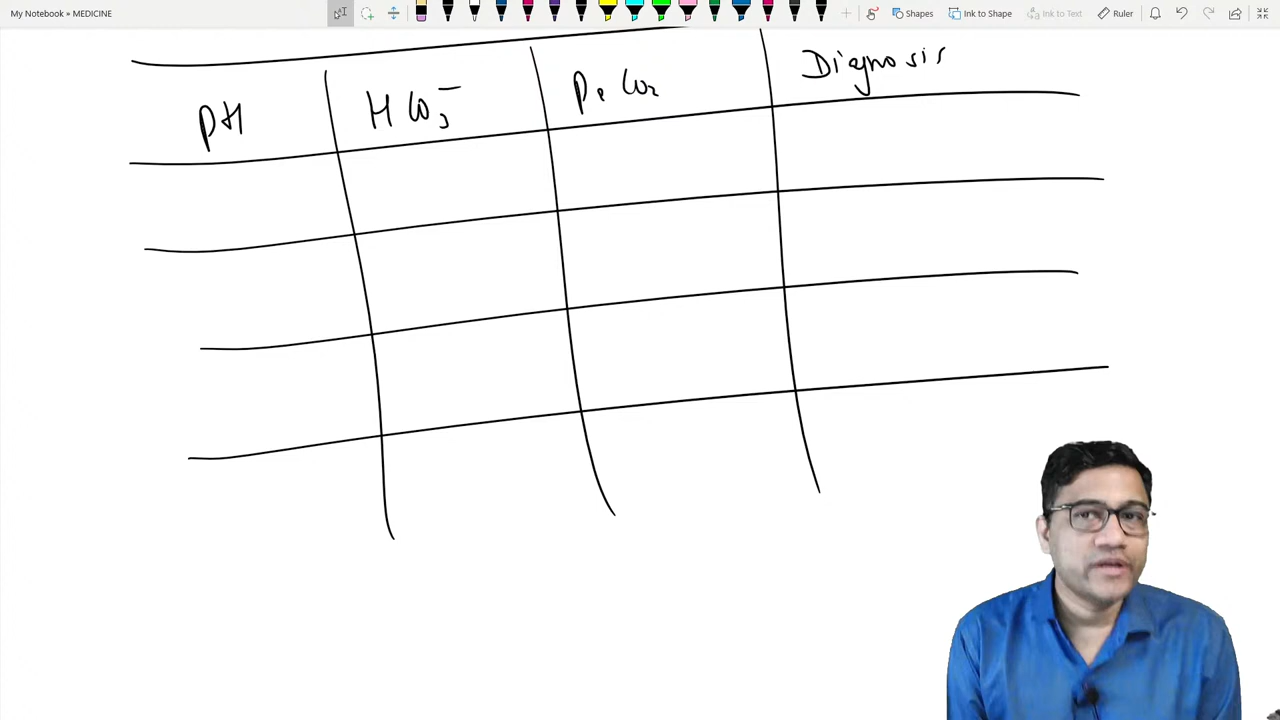 My Notebook » MEDICINE
Shapes
Ink to Shape
Ink to Text
Ruler
pH
HCO3⁻
PaCO2
Diagnosis